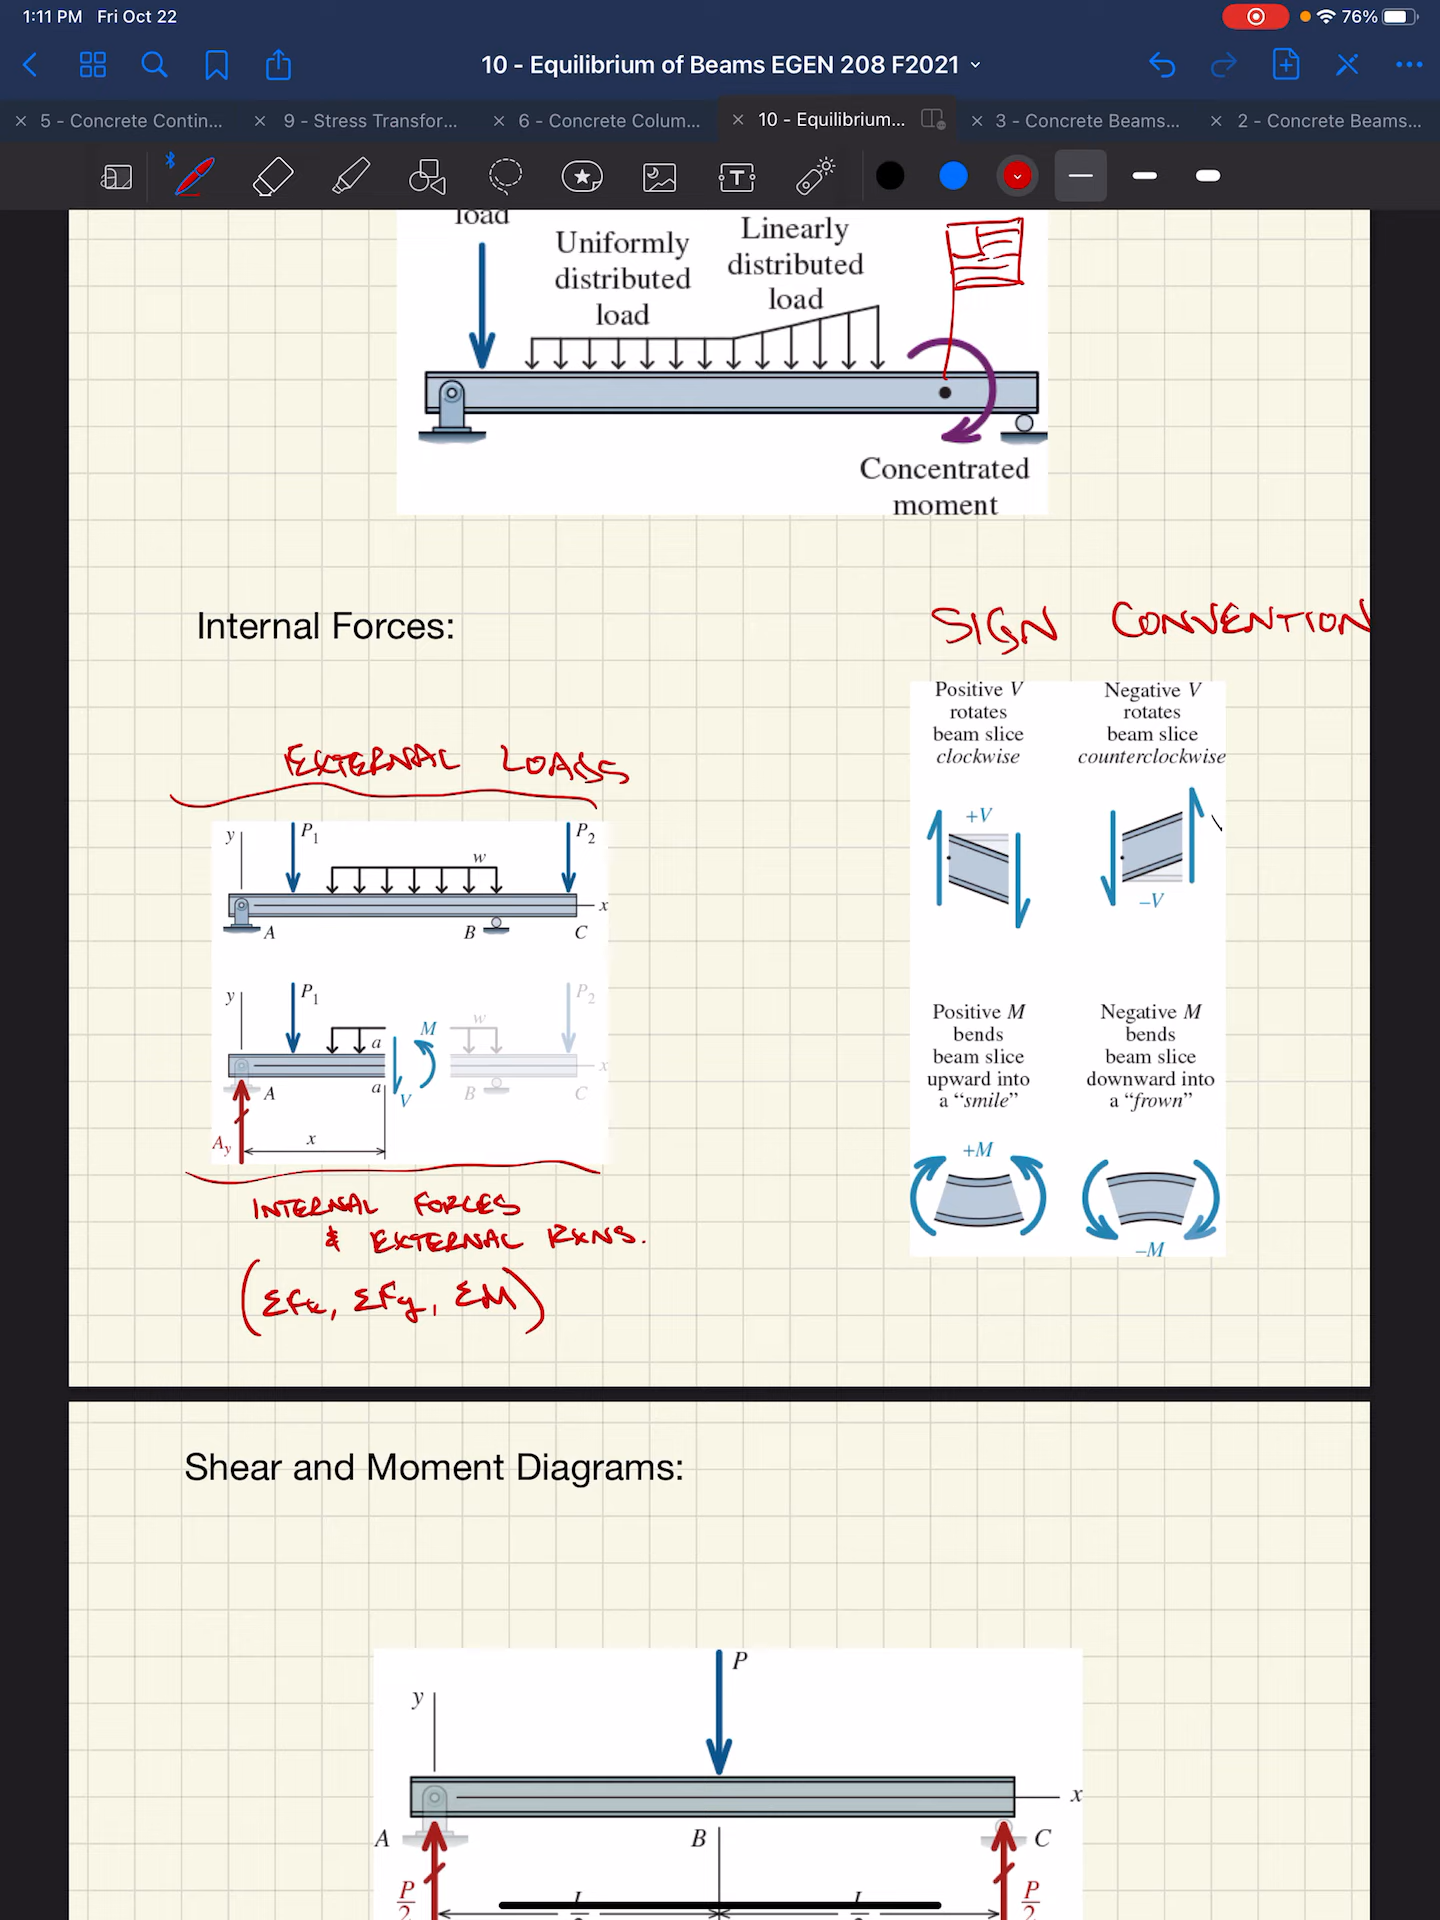 1:11 PM Fri Oct 22
76%
10 - Equilibrium of Beams EGEN 208 F2021
5 - Concrete Contin...
9 - Stress Transfor...
6 - Concrete Colum...
10 - Equilibrium...
3 - Concrete Beams...
2 - Concrete Beams...
T
load
Uniformly
distributed
load
Linearly
distributed
load
Concentrated
moment
Internal Forces:
SIGN CONVENTION
Positive V
rotates
beam slice
clockwise
Negative V
rotates
beam slice
counterclockwise
+V
–V
EXTERNAL LOADS
y
P1
w
P2
x
A
B
C
y
P1
a
M
w
P2
x
A
a
V
B
C
Ay
x
Positive M
bends
beam slice
upward into
a “smile”
Negative M
bends
beam slice
downward into
a “frown”
+M
–M
INTERNAL FORCES
& EXTERNAL RXNS.
(ΣFx, ΣFy, ΣM)
Shear and Moment Diagrams:
P
y
x
A
B
C
P/2
P/2